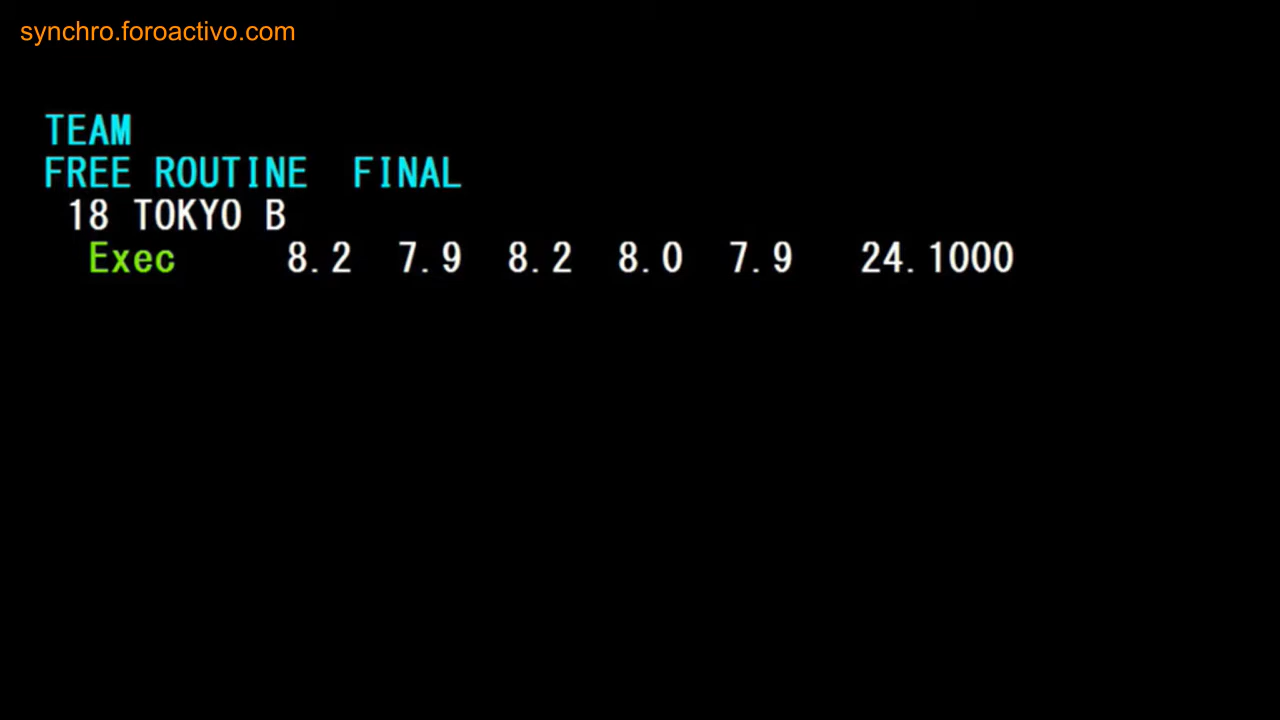 synchro.foroactivo.com
TEAM
FREE ROUTINE FINAL
18 TOKYO B
Exec 8.2 7.9 8.2 8.0 7.9 24.1000